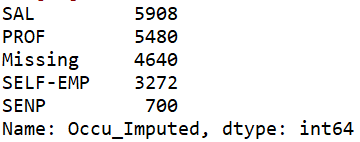 SAL 5908
PROF 5480
Missing 4640
SELF-EMP 3272
SENP 700
Name: Occu_Imputed, dtype: int64